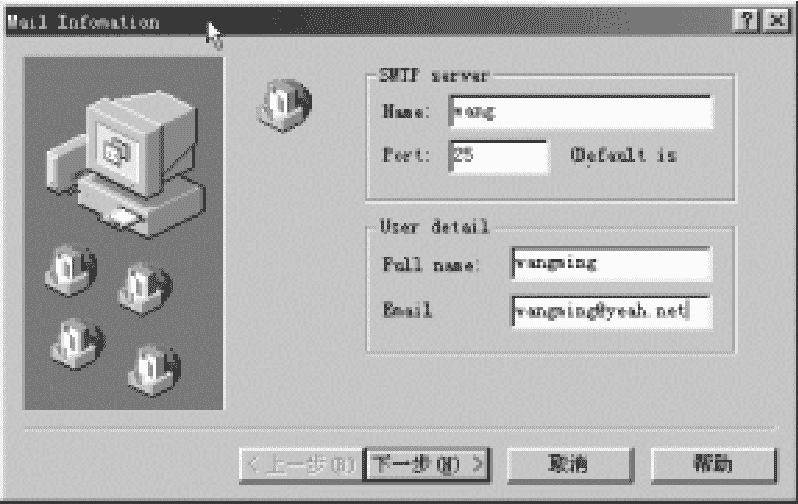 Mail Infomation
SMTP server
Name: wang
Port: 25 (Default is
User detail
Full name: wangming
Email wangming@yeah.net
<上一步(B) 下一步(N) > 取消 帮助